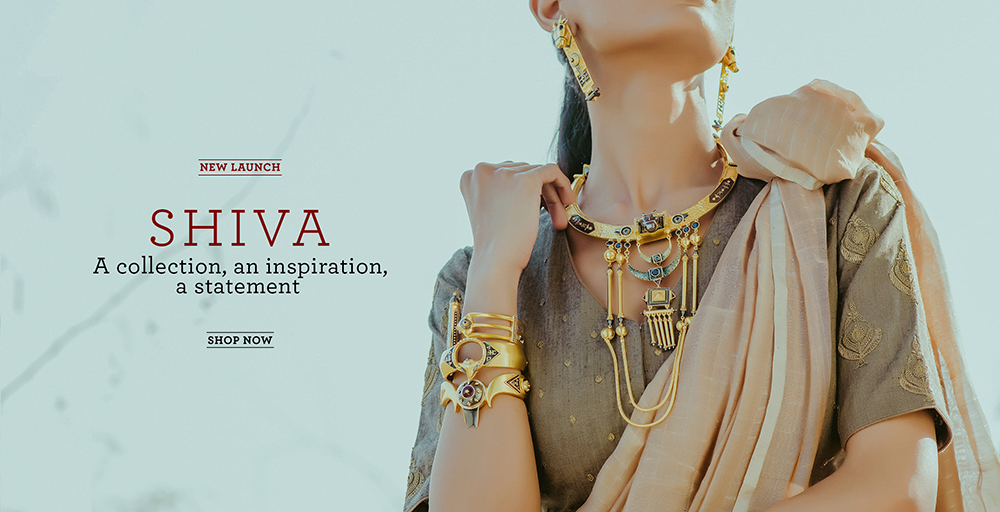 NEW LAUNCH
SHIVA
A collection, an inspiration,
a statement
SHOP NOW